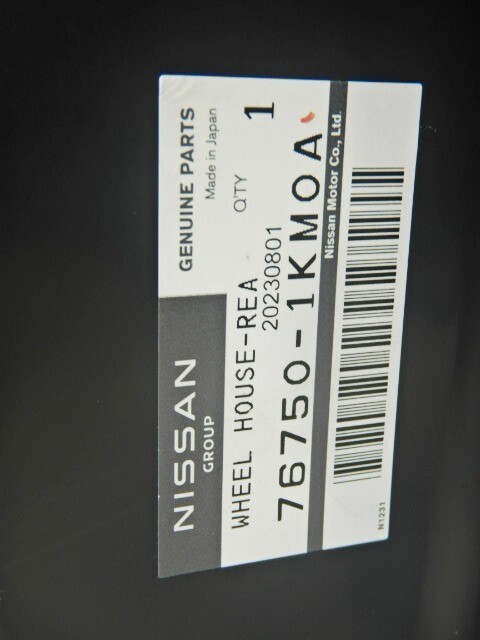 NISSAN
GROUP
GENUINE PARTS
Made in Japan
WHEEL HOUSE-REA
Q'TY
1
20230801
76750-1KM0A
Nissan Motor Co., Ltd.
N1231